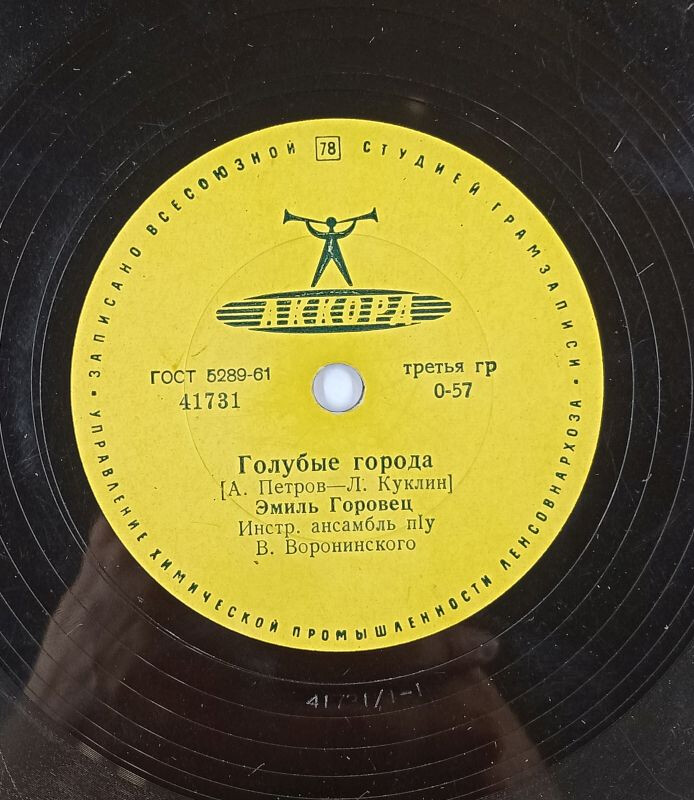 ЗАПИСАНО ВСЕСОЮЗНОЙ 78 СТУДИЕЙ ГРАМЗАПИСИ
АККОРД
ГОСТ 5289-61
41731
третья гр
0-57
Голубые города
[А. Петров—Л. Куклин]
Эмиль Горовец
Инстр. ансамбль пIу
В. Воронинского
УПРАВЛЕНИЕ ХИМИЧЕСКОЙ ПРОМЫШЛЕННОСТИ ЛЕНСОВНАРХОЗА